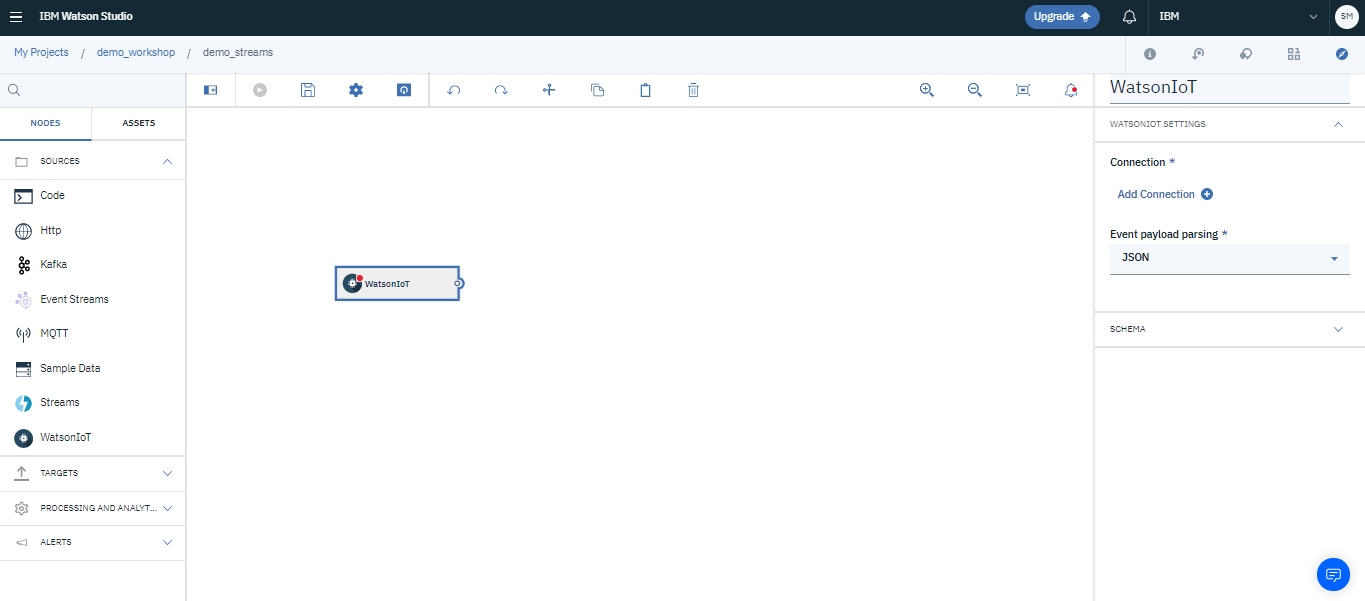 IBM Watson Studio
Upgrade
IBM
SM
My Projects / demo_workshop / demo_streams
NODES
ASSETS
SOURCES
Code
Http
Kafka
Event Streams
MQTT
Sample Data
Streams
WatsonIoT
TARGETS
PROCESSING AND ANALYT...
ALERTS
WatsonIoT
WatsonIoT
WATSONIOT SETTINGS
Connection *
Add Connection
Event payload parsing *
JSON
SCHEMA